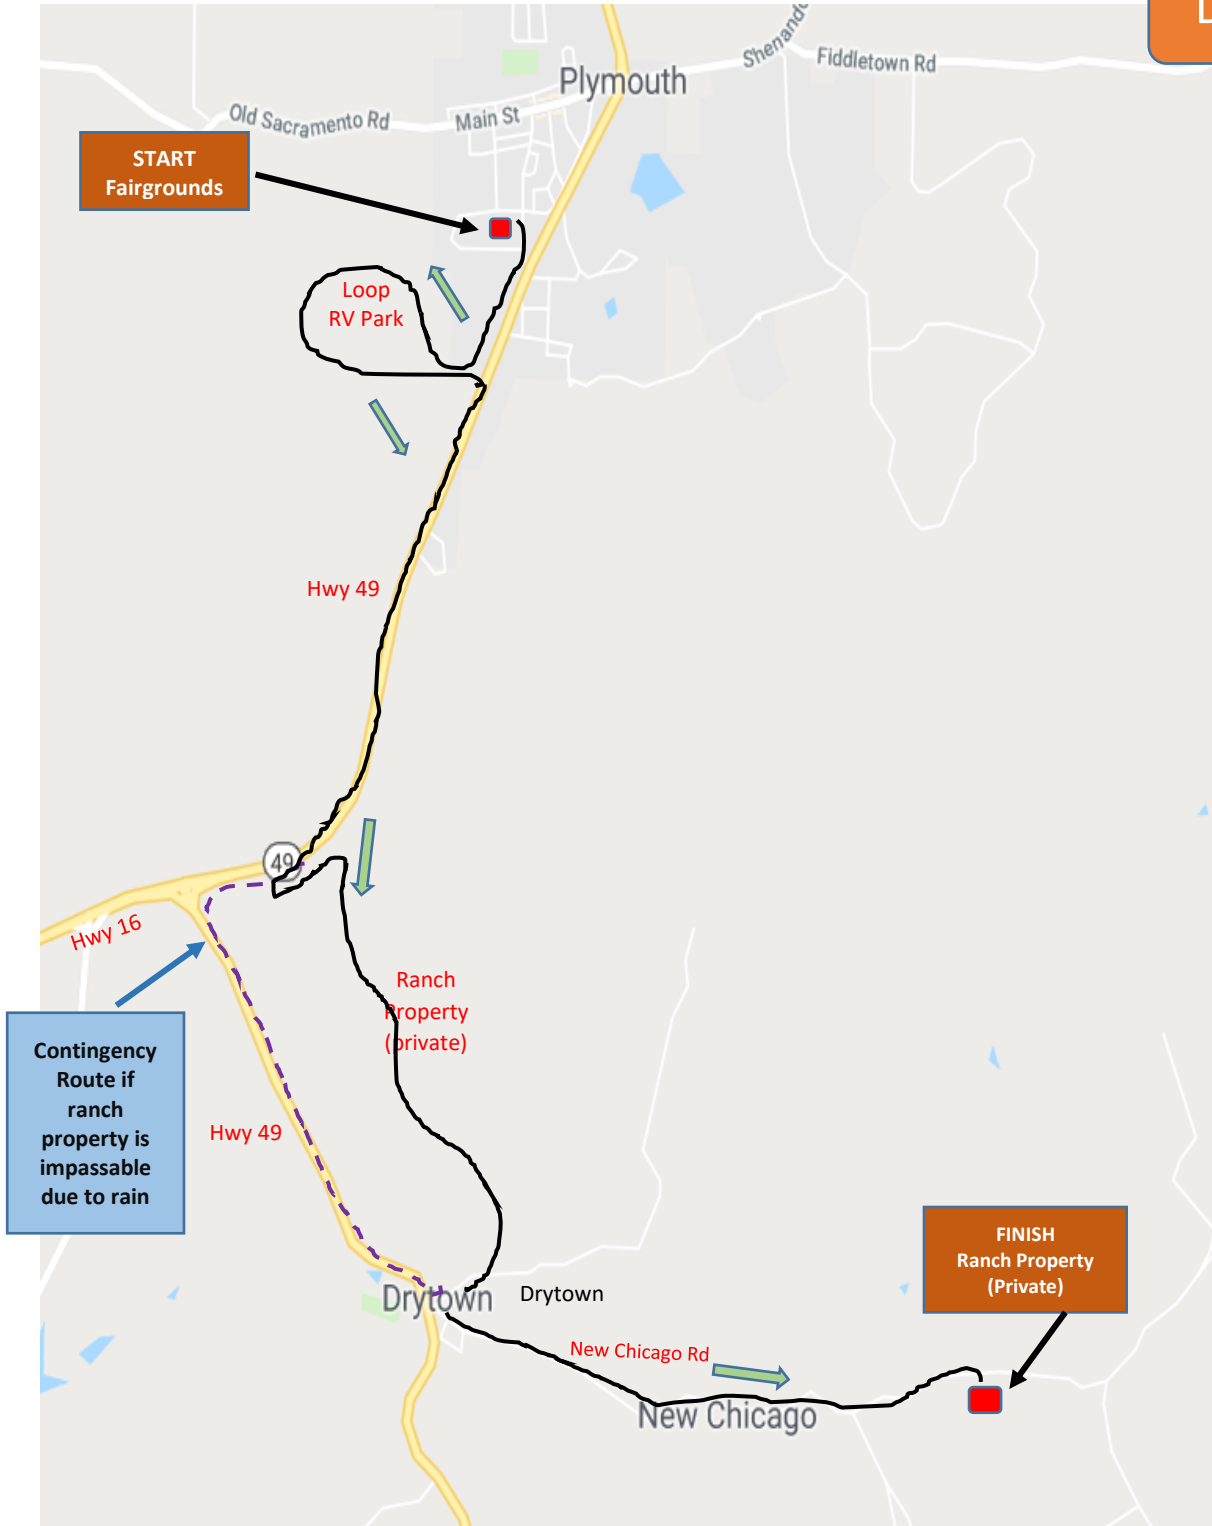 D
Shenando
Fiddletown Rd
Plymouth
Old Sacramento Rd
Main St
START
Fairgrounds
Loop
RV Park
Hwy 49
49
Hwy 16
Ranch
Property
(private)
Contingency
Route if
ranch
property is
impassable
due to rain
Hwy 49
FINISH
Ranch Property
(Private)
Drytown
Drytown
New Chicago Rd
New Chicago